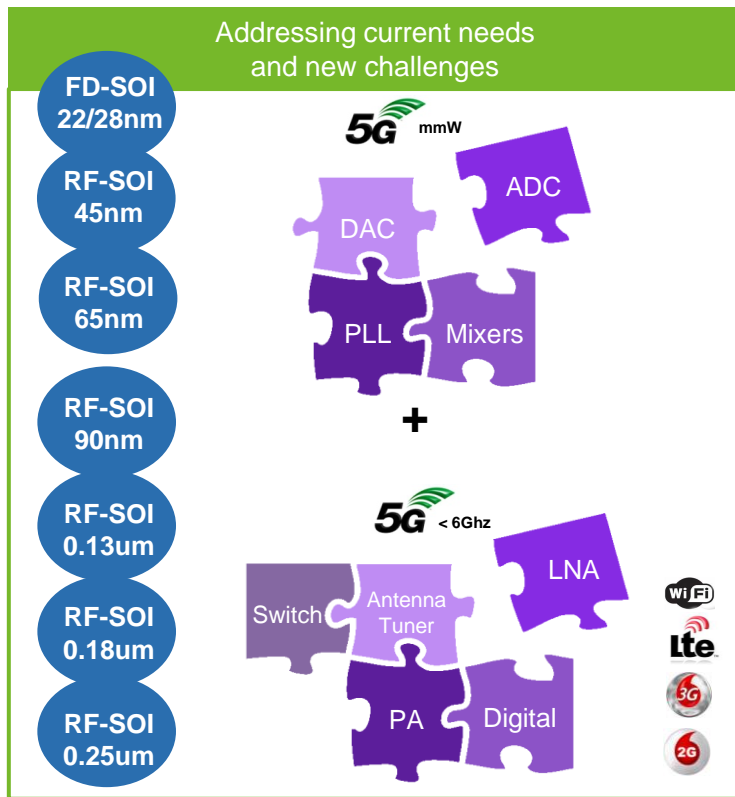 Addressing current needs
and new challenges
FD-SOI
22/28nm
RF-SOI
45nm
RF-SOI
65nm
RF-SOI
90nm
RF-SOI
0.13um
RF-SOI
0.18um
RF-SOI
0.25um
5G mmW
ADC
DAC
PLL
Mixers
+
5G < 6Ghz
LNA
Switch
Antenna
Tuner
PA
Digital
WiFi
Lte
3G
2G